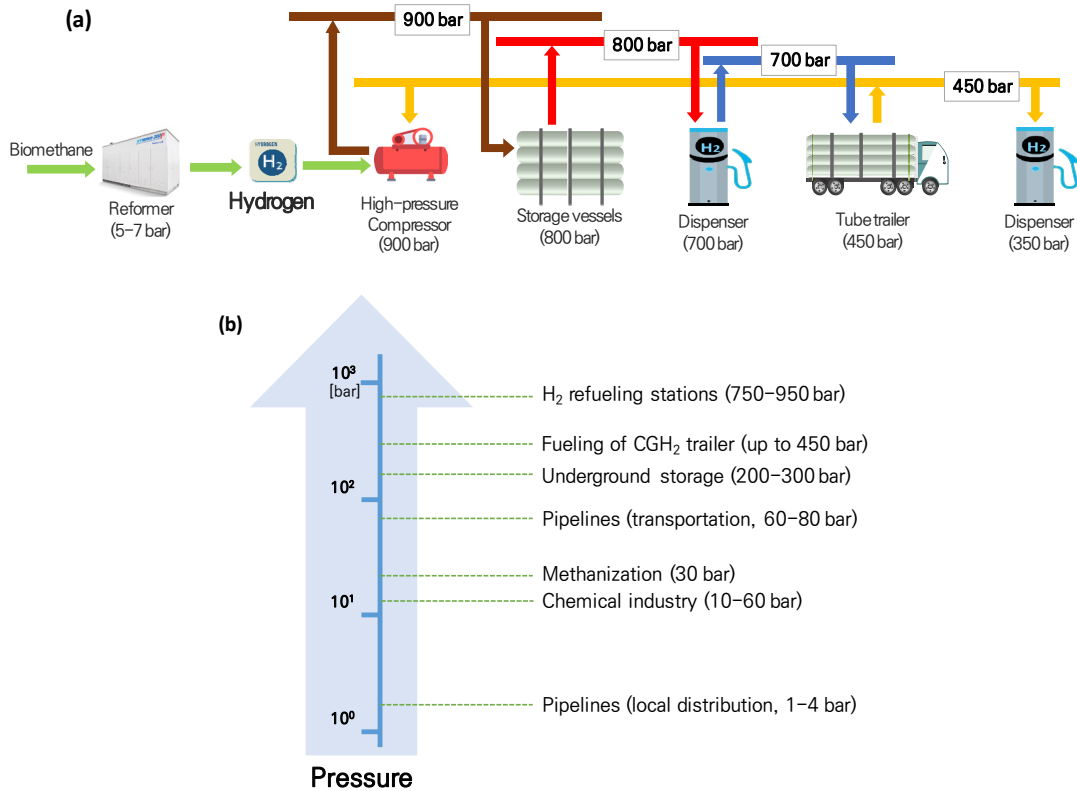 (a)
900 bar
800 bar
700 bar
450 bar
Biomethane
HYDROGEN
H2
H2
H2
Reformer
(5-7 bar)
Hydrogen
High-pressure
Compressor
(900 bar)
Storage vessels
(800 bar)
Dispenser
(700 bar)
Tube trailer
(450 bar)
Dispenser
(350 bar)
(b)
10³
[bar]
H₂ refueling stations (750-950 bar)
Fueling of CGH₂ trailer (up to 450 bar)
Underground storage (200-300 bar)
10²
Pipelines (transportation, 60-80 bar)
Methanization (30 bar)
Chemical industry (10-60 bar)
10¹
Pipelines (local distribution, 1-4 bar)
10⁰
Pressure